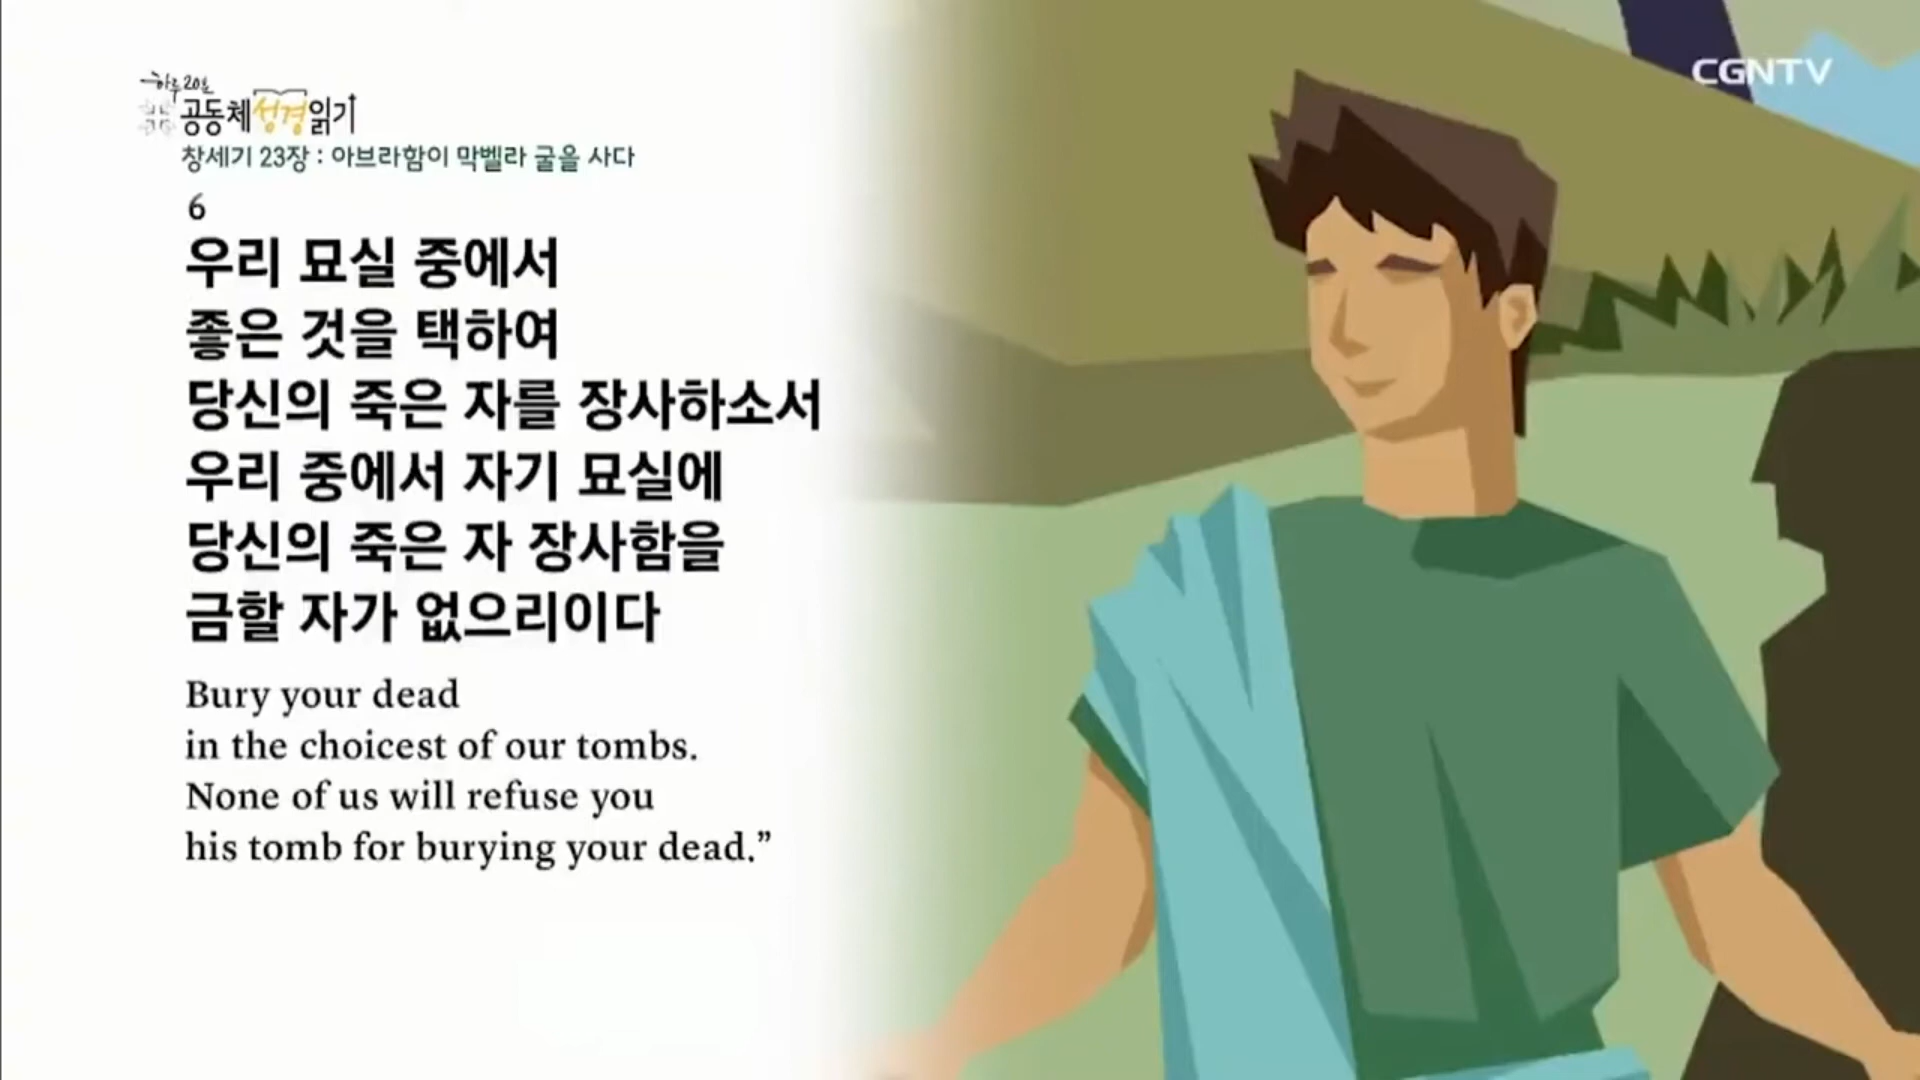 하루 20분
공동체 성경 읽기
CGNTV
창세기 23장 : 아브라함이 막벨라 굴을 사다
6
우리 묘실 중에서
좋은 것을 택하여
당신의 죽은 자를 장사하소서
우리 중에서 자기 묘실에
당신의 죽은 자 장사함을
금할 자가 없으리이다
Bury your dead
in the choicest of our tombs.
None of us will refuse you
his tomb for burying your dead.”